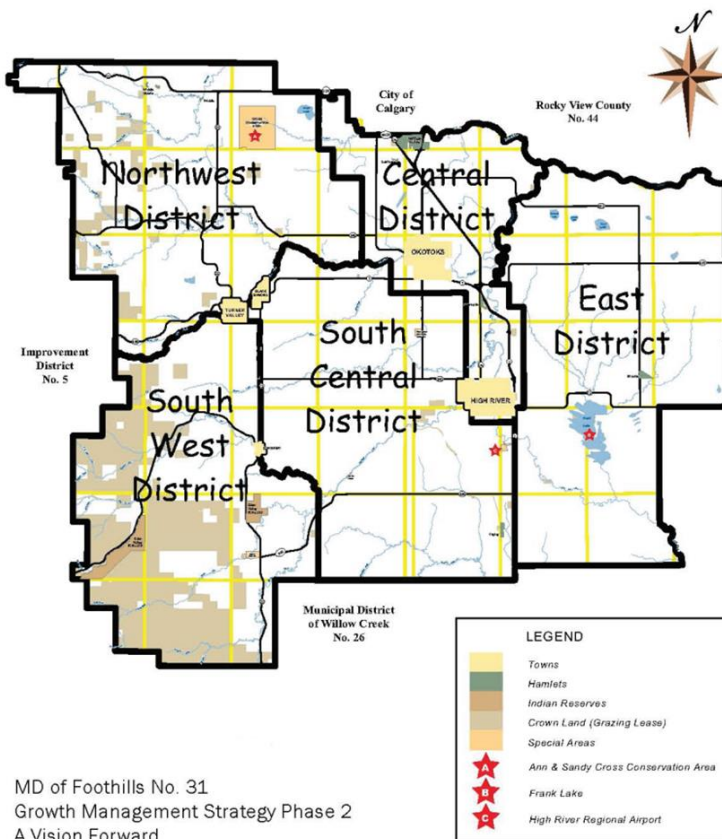 N
City of
Calgary
Rocky View County
No. 44
Northwest
District
Central
District
OKOTOKS
East
District
TURNER
VALLEY
Improvement
District
No. 5
South
Central
District
HIGH RIVER
South
West
District
Municipal District
of Willow Creek
No. 26
LEGEND
Towns
Hamlets
Indian Reserves
Crown Land (Grazing Lease)
Special Areas
A Ann & Sandy Cross Conservation Area
B Frank Lake
C High River Regional Airport
MD of Foothills No. 31
Growth Management Strategy Phase 2
A Vision Forward